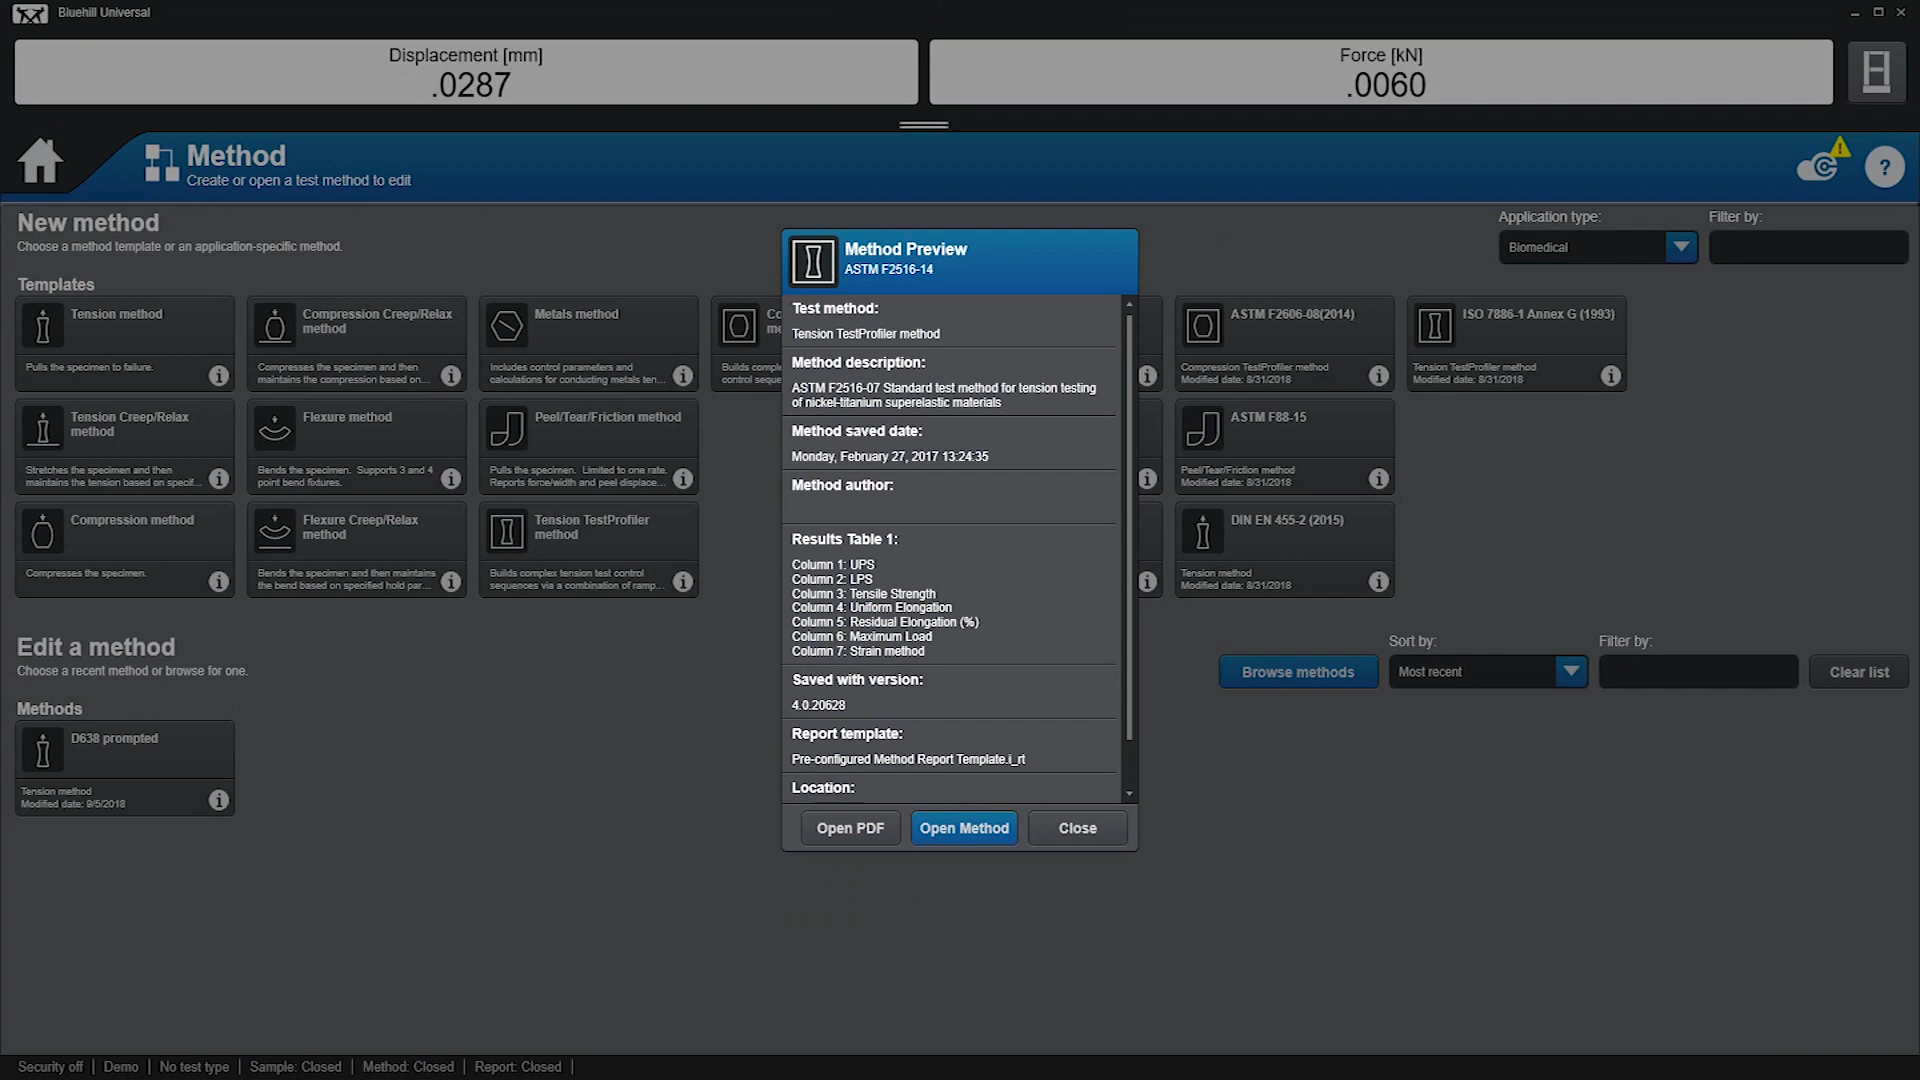 Bluehill Universal
Displacement [mm]
.0287
Force [kN]
.0060
Method
Create or open a test method to edit
?
New method
Choose a method template or an application-specific method.
Application type:
Filter by:
Biomedical
Templates
Tension method
Pulls the specimen to failure.
Compression Creep/Relax
method
Compresses the specimen and then
maintains the compression based on...
Metals method
Includes control parameters and
calculations for conducting metals ten...
ASTM F2606-08(2014)
Compression TestProfiler method
Modified date: 8/31/2018
ISO 7886-1 Annex G (1993)
Tension TestProfiler method
Modified date: 8/31/2018
Tension Creep/Relax
method
Stretches the specimen and then
maintains the tension based on specif...
Flexure method
Bends the specimen. Supports 3 and 4
point bend fixtures.
Peel/Tear/Friction method
Pulls the specimen. Limited to one rate.
Reports force/width and peel displace...
ASTM F88-15
Peel/Tear/Friction method
Modified date: 8/31/2018
Compression method
Compresses the specimen.
Flexure Creep/Relax
method
Bends the specimen and then maintains
the bend based on specified hold par...
Tension TestProfiler
method
Builds complex tension test control
sequences via a combination of ramp...
DIN EN 455-2 (2015)
Tension method
Modified date: 8/31/2018
Method Preview
ASTM F2516-14
Test method:
Tension TestProfiler method
Method description:
ASTM F2516-07 Standard test method for tension testing
of nickel-titanium superelastic materials
Method saved date:
Monday, February 27, 2017 13:24:35
Method author:
Results Table 1:
Column 1: UPS
Column 2: LPS
Column 3: Tensile Strength
Column 4: Uniform Elongation
Column 5: Residual Elongation (%)
Column 6: Maximum Load
Column 7: Strain method
Saved with version:
4.0.20628
Report template:
Pre-configured Method Report Template.i_rt
Location:
Open PDF
Open Method
Close
Edit a method
Choose a recent method or browse for one.
Browse methods
Sort by:
Most recent
Filter by:
Clear list
Methods
D638 prompted
Tension method
Modified date: 9/5/2018
Security off | Demo | No test type | Sample: Closed | Method: Closed | Report: Closed |